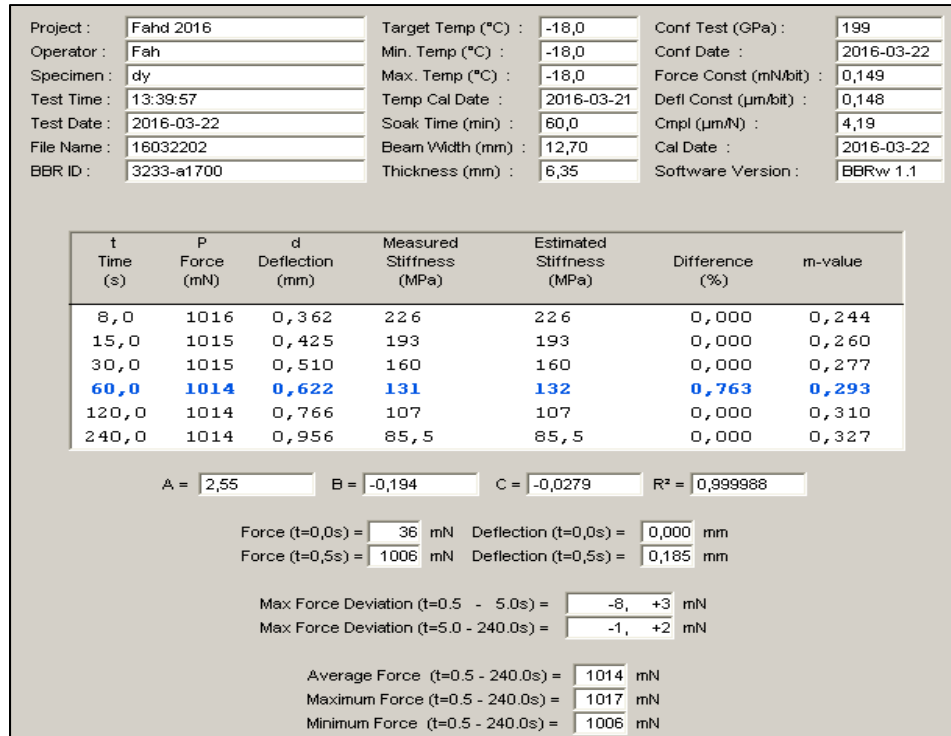 Project : Fahd 2016 Target Temp (°C) : -18,0 Conf Test (GPa) : 199
Operator : Fah Min. Temp (°C) : -18,0 Conf Date : 2016-03-22
Specimen : dy Max. Temp (°C) : -18,0 Force Const (mN/bit) : 0,149
Test Time : 13:39:57 Temp Cal Date : 2016-03-21 Defl Const (µm/bit) : 0,148
Test Date : 2016-03-22 Soak Time (min) : 60,0 Cmpl (µm/N) : 4,19
File Name : 16032202 Beam Width (mm) : 12,70 Cal Date : 2016-03-22
BBR ID : 3233-a1700 Thickness (mm) : 6,35 Software Version : BBRw 1.1
t P d Measured Estimated
Time Force Deflection Stiffness Stiffness Difference m-value
(s) (mN) (mm) (MPa) (MPa) (%)
8,0 1016 0,362 226 226 0,000 0,244
15,0 1015 0,425 193 193 0,000 0,260
30,0 1015 0,510 160 160 0,000 0,277
60,0 1014 0,622 131 132 0,763 0,293
120,0 1014 0,766 107 107 0,000 0,310
240,0 1014 0,956 85,5 85,5 0,000 0,327
A = 2,55 B = -0,194 C = -0,0279 R² = 0,999988
Force (t=0,0s) = 36 mN Deflection (t=0,0s) = 0,000 mm
Force (t=0,5s) = 1006 mN Deflection (t=0,5s) = 0,185 mm
Max Force Deviation (t=0.5 - 5.0s) = -8, +3 mN
Max Force Deviation (t=5.0 - 240.0s) = -1, +2 mN
Average Force (t=0.5 - 240.0s) = 1014 mN
Maximum Force (t=0.5 - 240.0s) = 1017 mN
Minimum Force (t=0.5 - 240.0s) = 1006 mN